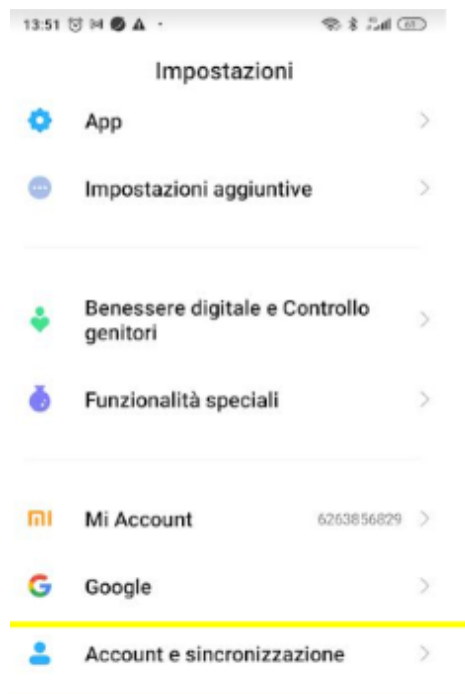 13:51
Impostazioni
App
Impostazioni aggiuntive
Benessere digitale e Controllo
genitori
Funzionalità speciali
Mi Account 6263856829
Google
Account e sincronizzazione